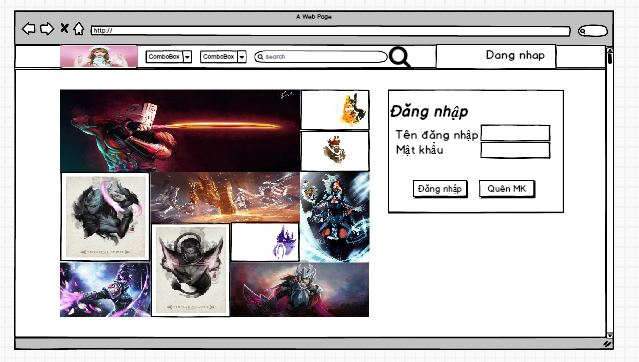 A Web Page
http://
ComboBox
ComboBox
search
Dang nhap
Đăng nhập
Tên đăng nhập
Mật khẩu
Đăng nhập
Quên MK